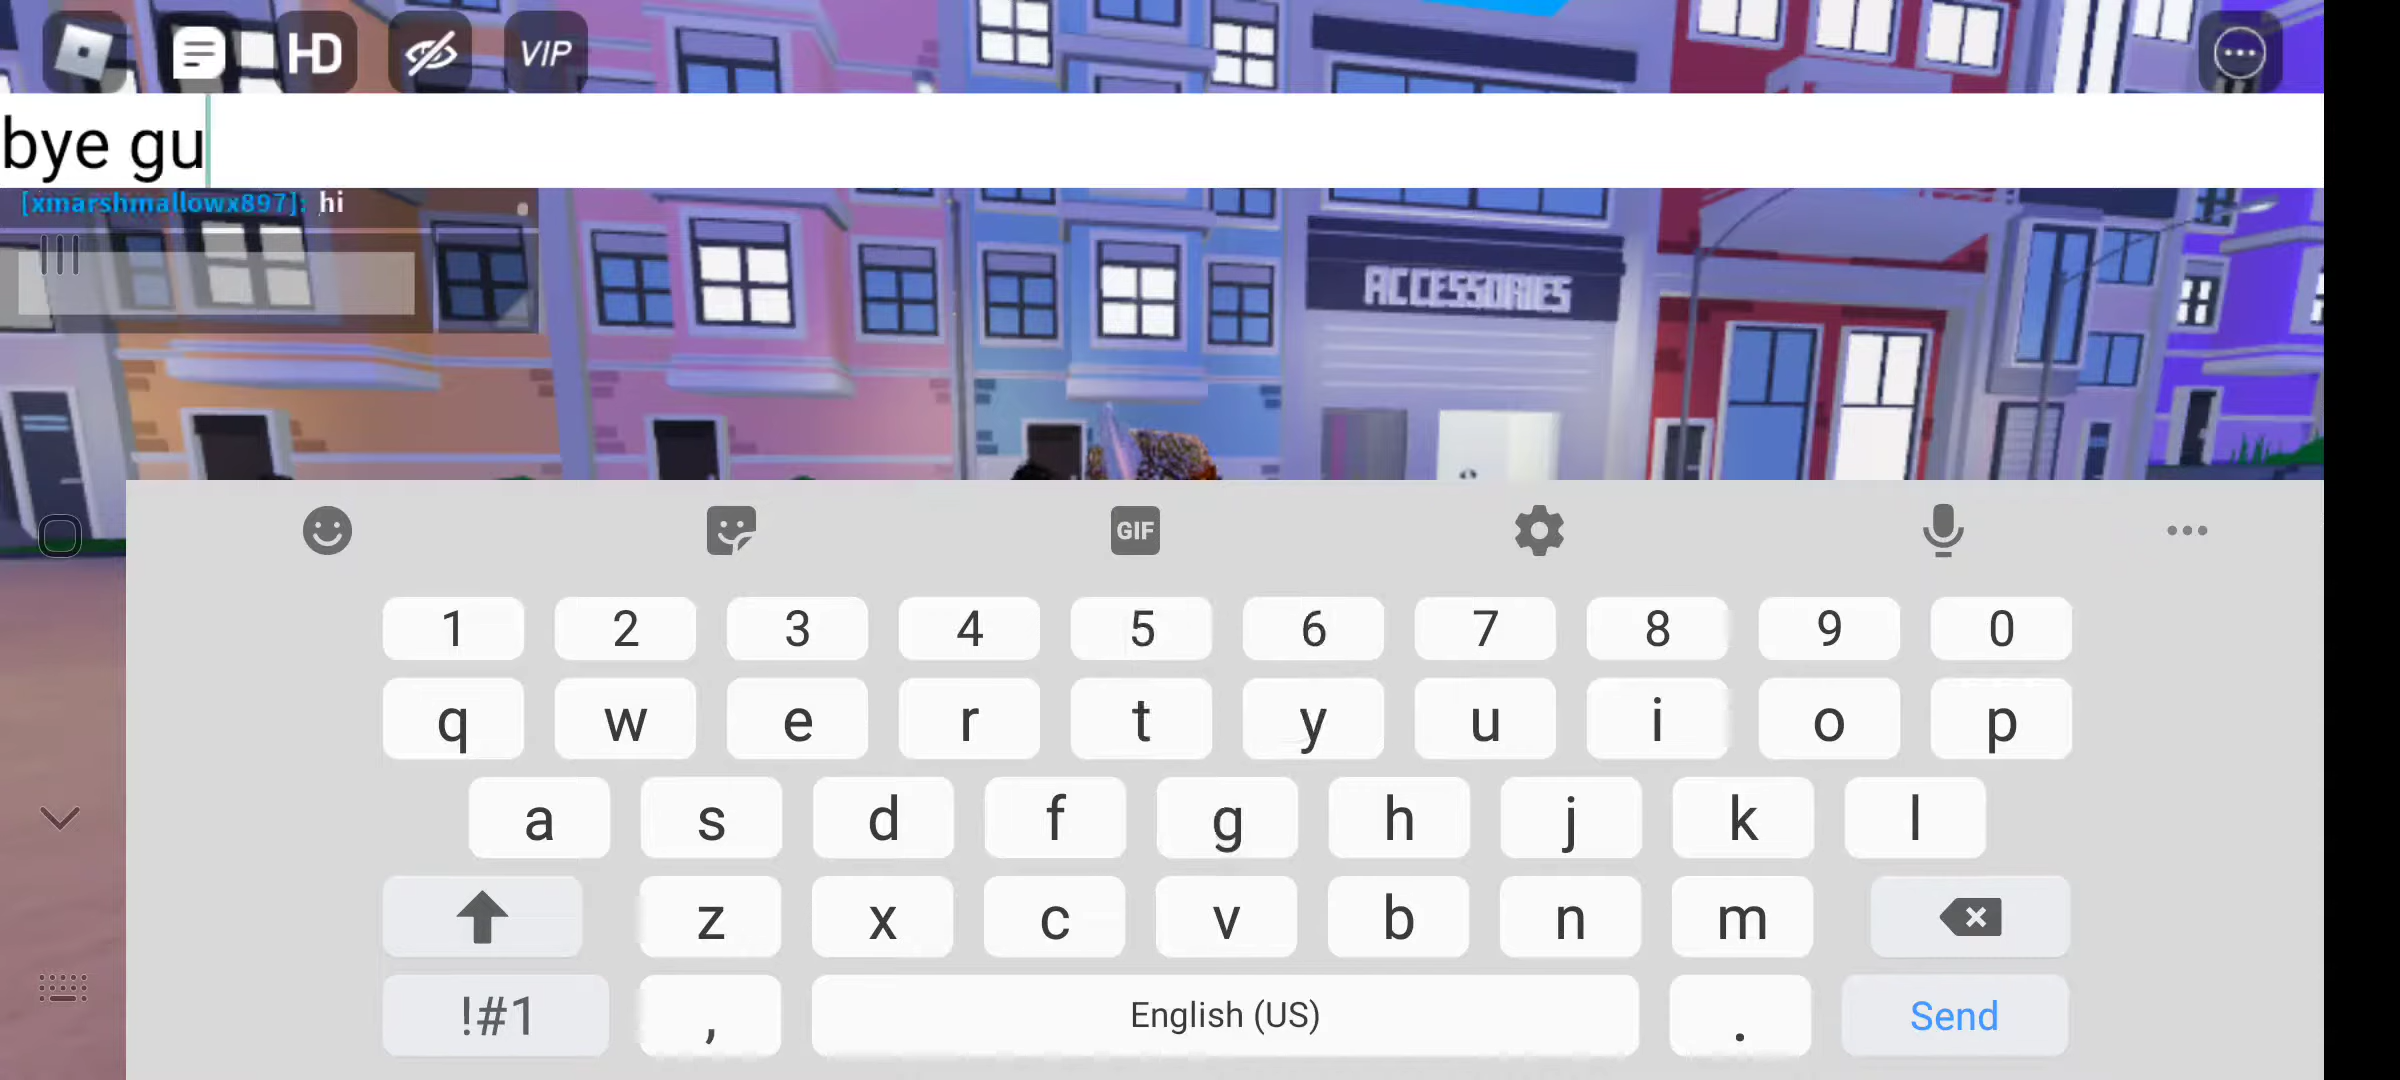 HD
VIP
bye gu
[xmarshmallowx897]: hi
ACCESSORIES
GIF
1 2 3 4 5 6 7 8 9 0
q w e r t y u i o p
a s d f g h j k l
z x c v b n m
!#1 , English (US) . Send